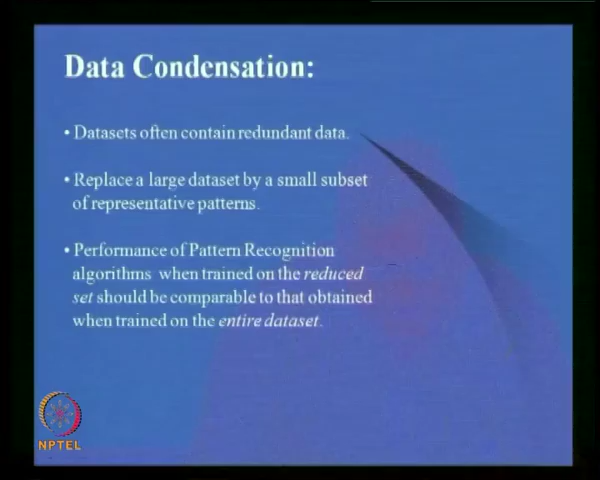 Data Condensation:
• Datasets often contain redundant data.
• Replace a large dataset by a small subset
of representative patterns.
• Performance of Pattern Recognition
algorithms when trained on the reduced
set should be comparable to that obtained
when trained on the entire dataset.
NPTEL